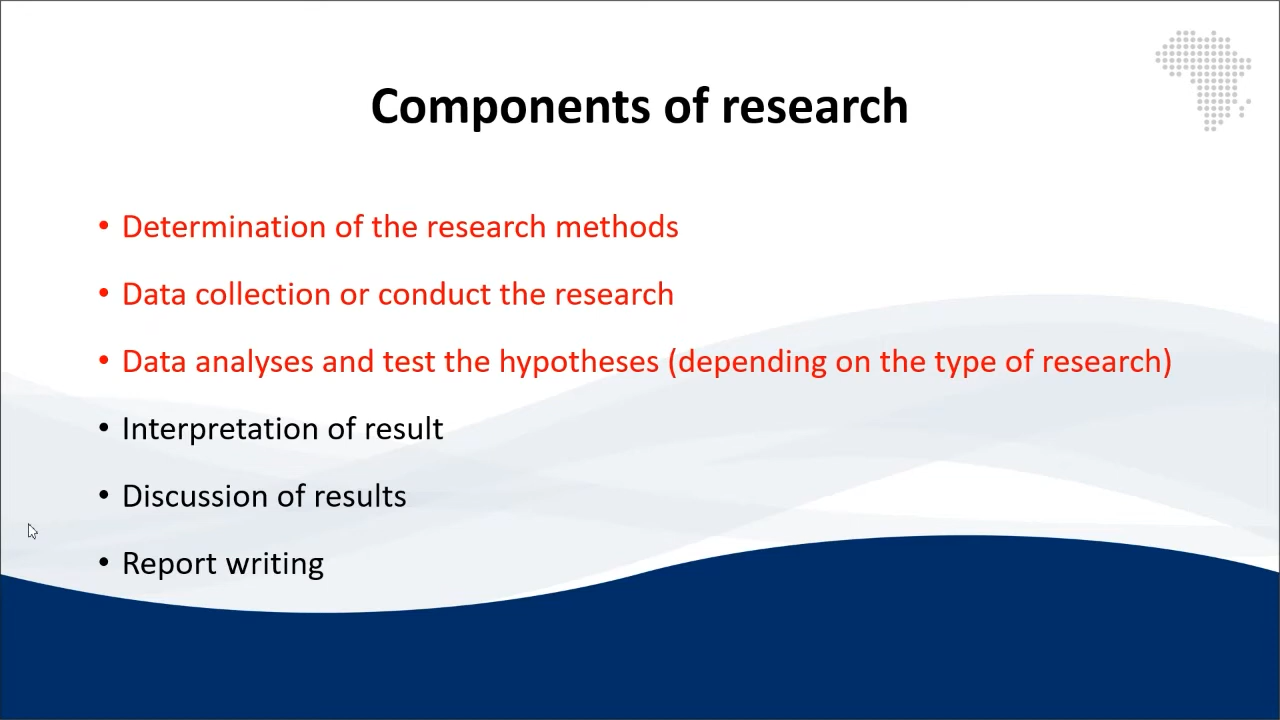 Components of research
• Determination of the research methods
• Data collection or conduct the research
• Data analyses and test the hypotheses (depending on the type of research)
• Interpretation of result
• Discussion of results
• Report writing